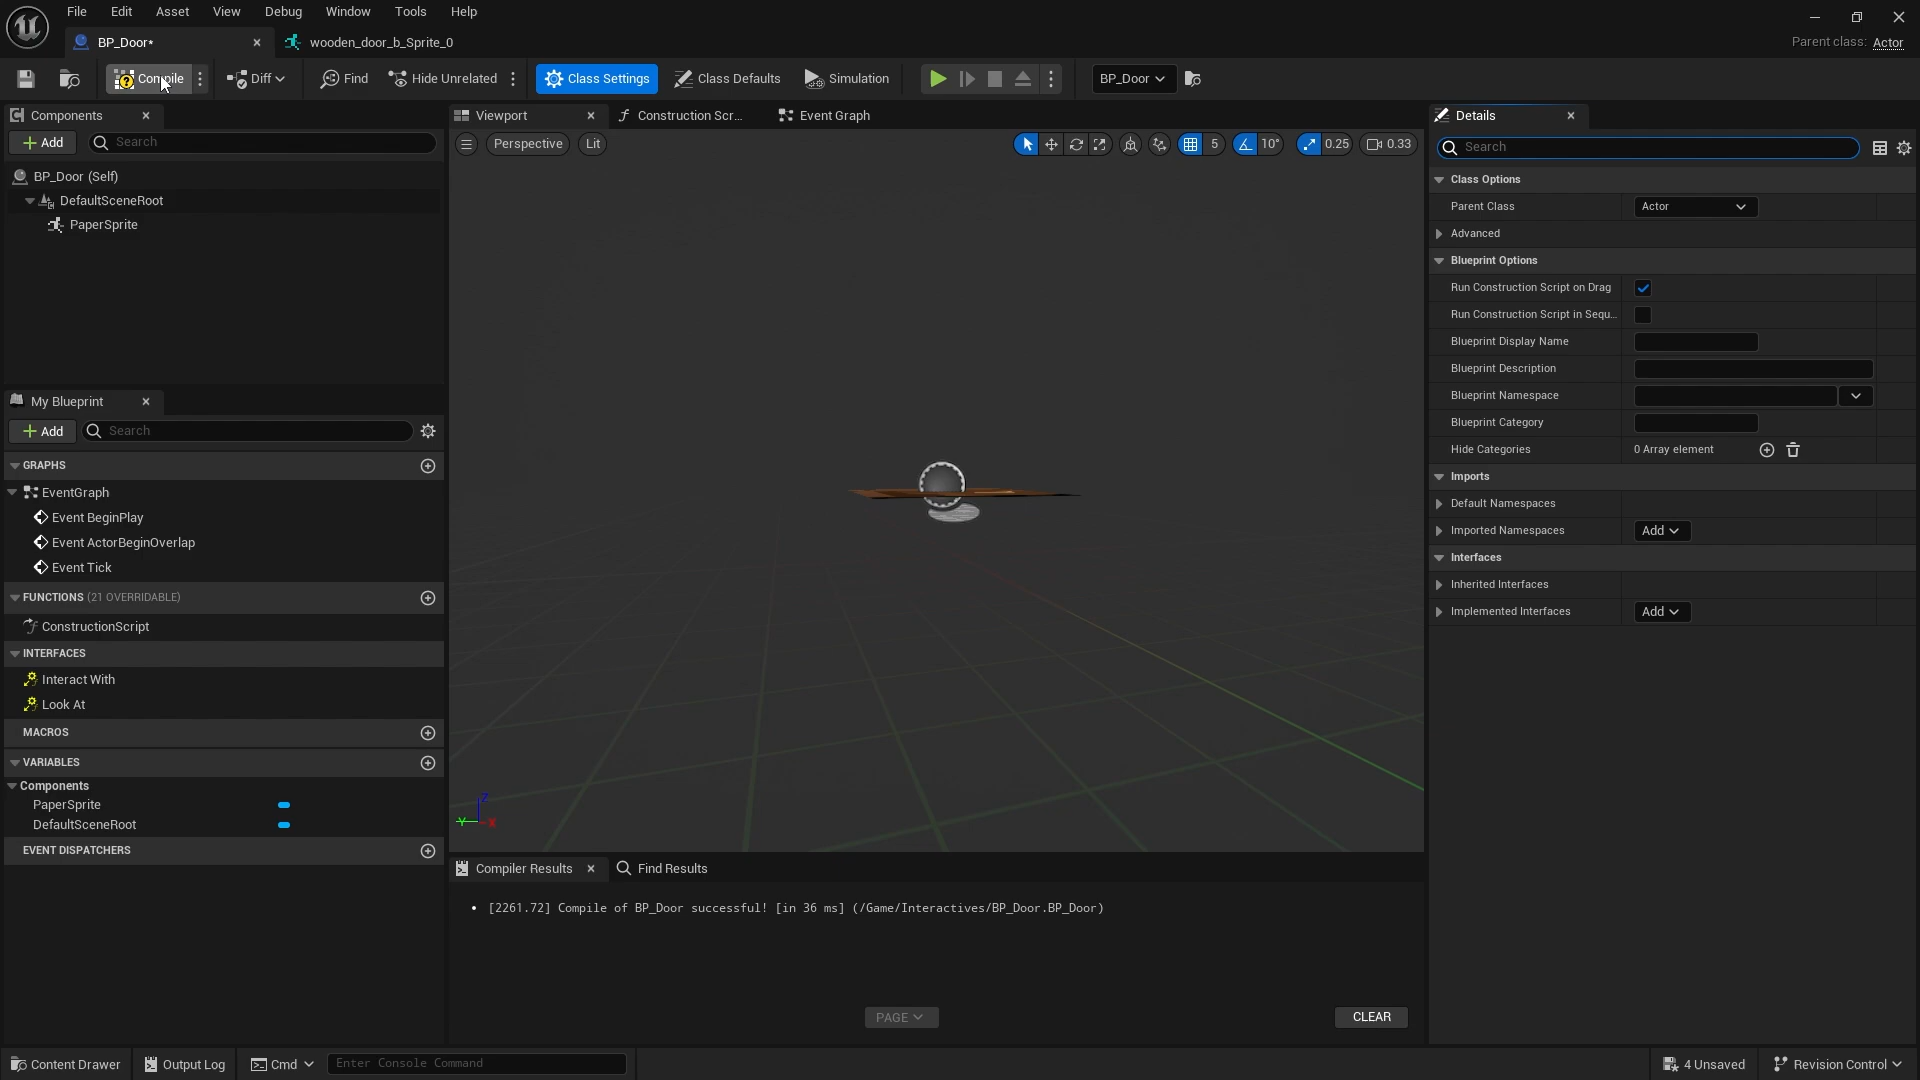 File Edit Asset View Debug Window Tools Help
BP_Door*
wooden_door_b_Sprite_0
Parent class: Actor
Compile
Diff
Find
Hide Unrelated
Class Settings
Class Defaults
Simulation
BP_Door
Components
Add
Search
BP_Door (Self)
DefaultSceneRoot
PaperSprite
My Blueprint
Add
Search
GRAPHS
EventGraph
Event BeginPlay
Event ActorBeginOverlap
Event Tick
FUNCTIONS (21 OVERRIDABLE)
ConstructionScript
INTERFACES
Interact With
Look At
MACROS
VARIABLES
Components
PaperSprite
DefaultSceneRoot
EVENT DISPATCHERS
Viewport
Construction Scr...
Event Graph
Perspective
Lit
5
10°
0.25
0.33
Z
Y
X
Compiler Results
Find Results
[2261.72] Compile of BP_Door successful! [in 36 ms] (/Game/Interactives/BP_Door.BP_Door)
PAGE
CLEAR
Details
Search
Class Options
Parent Class Actor
Advanced
Blueprint Options
Run Construction Script on Drag
Run Construction Script in Sequ...
Blueprint Display Name
Blueprint Description
Blueprint Namespace
Blueprint Category
Hide Categories 0 Array element
Imports
Default Namespaces
Imported Namespaces Add
Interfaces
Inherited Interfaces
Implemented Interfaces Add
Content Drawer
Output Log
Cmd
Enter Console Command
4 Unsaved
Revision Control